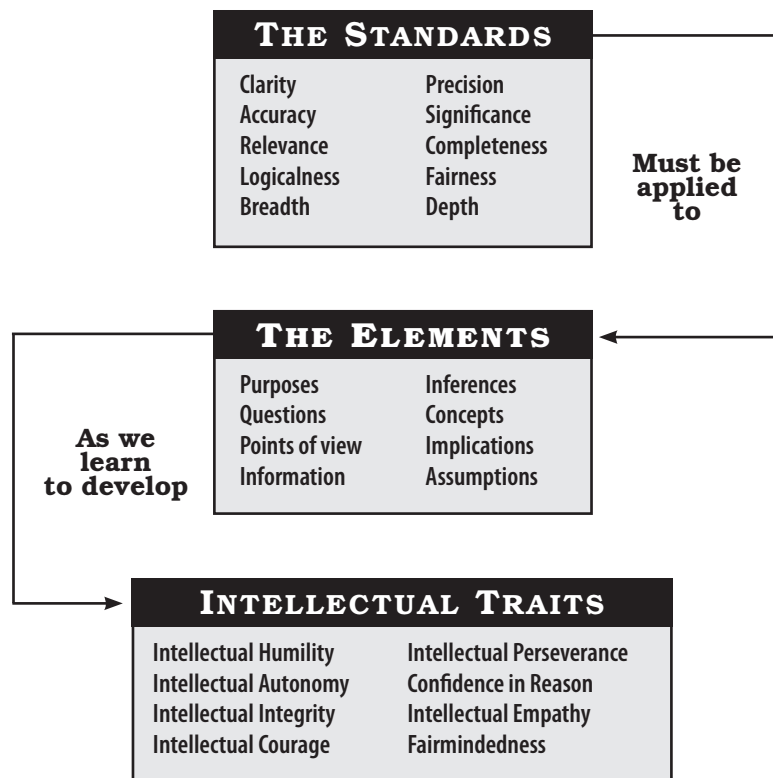 THE STANDARDS
Clarity
Accuracy
Relevance
Logicalness
Breadth
Precision
Significance
Completeness
Fairness
Depth
Must be
applied
to
THE ELEMENTS
Purposes
Questions
Points of view
Information
Inferences
Concepts
Implications
Assumptions
As we
learn
to develop
INTELLECTUAL TRAITS
Intellectual Humility
Intellectual Autonomy
Intellectual Integrity
Intellectual Courage
Intellectual Perseverance
Confidence in Reason
Intellectual Empathy
Fairmindedness